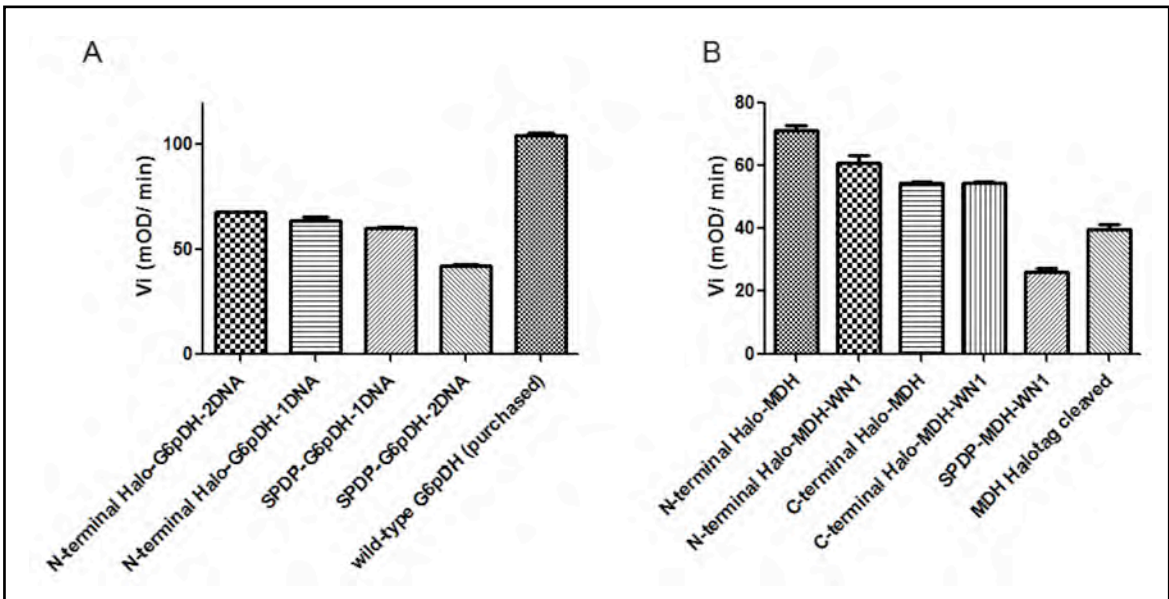 A
Vi (mOD/ min)
100
50
0
N-terminal Halo-G6pDH-2DNA
N-terminal Halo-G6pDH-1DNA
SPDP-G6pDH-1DNA
SPDP-G6pDH-2DNA
wild-type G6pDH (purchased)
B
Vi (mOD/ min)
80
60
40
20
0
N-terminal Halo-MDH
N-terminal Halo-MDH-WN1
C-terminal Halo-MDH
C-terminal Halo-MDH-WN1
SPDP-MDH-WN1
MDH Halotag cleaved